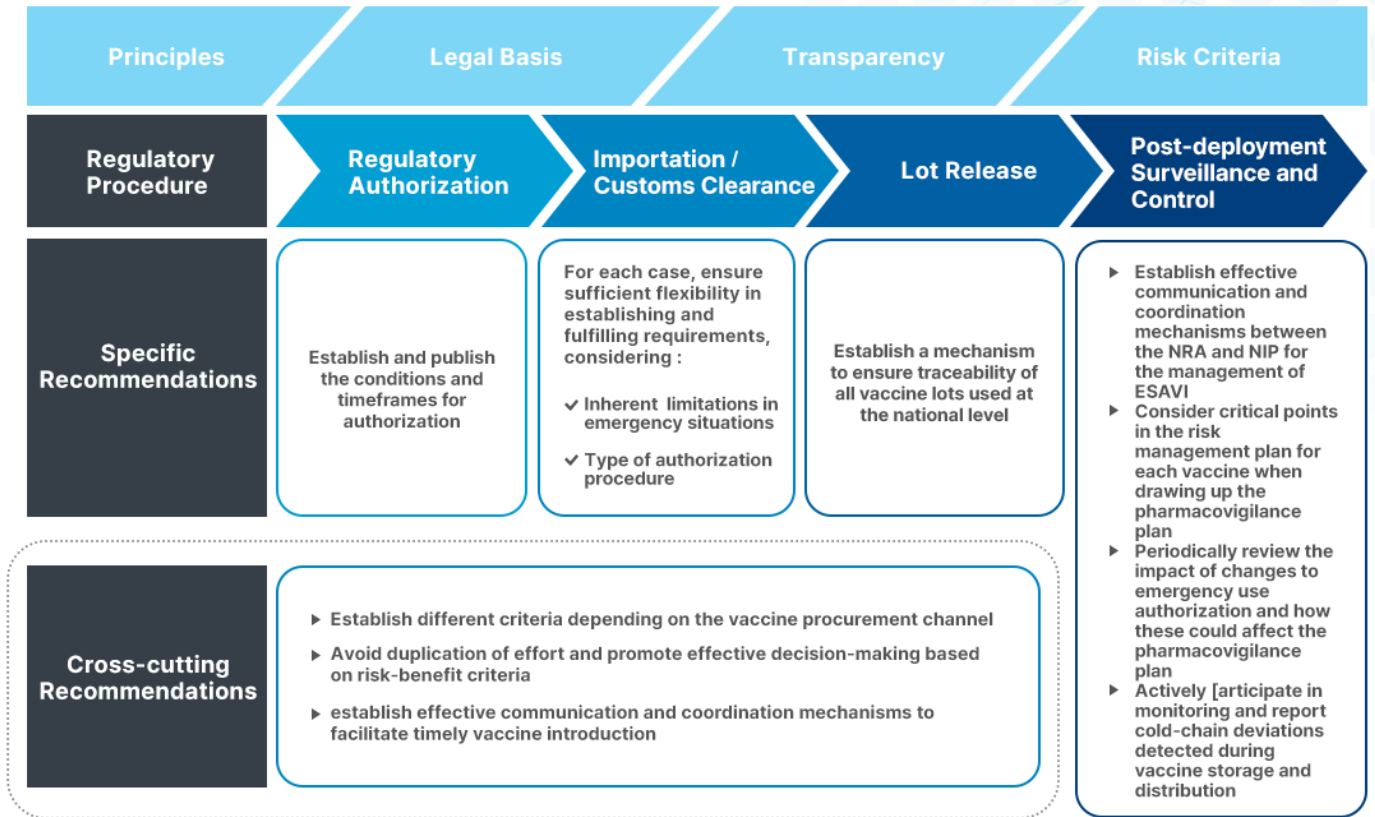 Principles
Legal Basis
Transparency
Risk Criteria
Regulatory
Procedure
Regulatory
Authorization
Importation /
Customs Clearance
Lot Release
Post-deployment
Surveillance and
Control
Specific
Recommendations
Establish and publish
the conditions and
timeframes for
authorization
For each case, ensure
sufficient flexibility in
establishing and
fulfilling requirements,
considering :
✓ Inherent limitations in
emergency situations
✓ Type of authorization
procedure
Establish a mechanism
to ensure traceability of
all vaccine lots used at
the national level
▶ Establish effective
communication and
coordination
mechanisms between
the NRA and NIP for
the management of
ESAVI
▶ Consider critical points
in the risk
management plan for
each vaccine when
drawing up the
pharmacovigilance
plan
▶ Periodically review the
impact of changes to
emergency use
authorization and how
these could affect the
pharmacovigilance
plan
▶ Actively [articipate in
monitoring and report
cold-chain deviations
detected during
vaccine storage and
distribution
Cross-cutting
Recommendations
▶ Establish different criteria depending on the vaccine procurement channel
▶ Avoid duplication of effort and promote effective decision-making based
on risk-benefit criteria
▶ establish effective communication and coordination mechanisms to
facilitate timely vaccine introduction